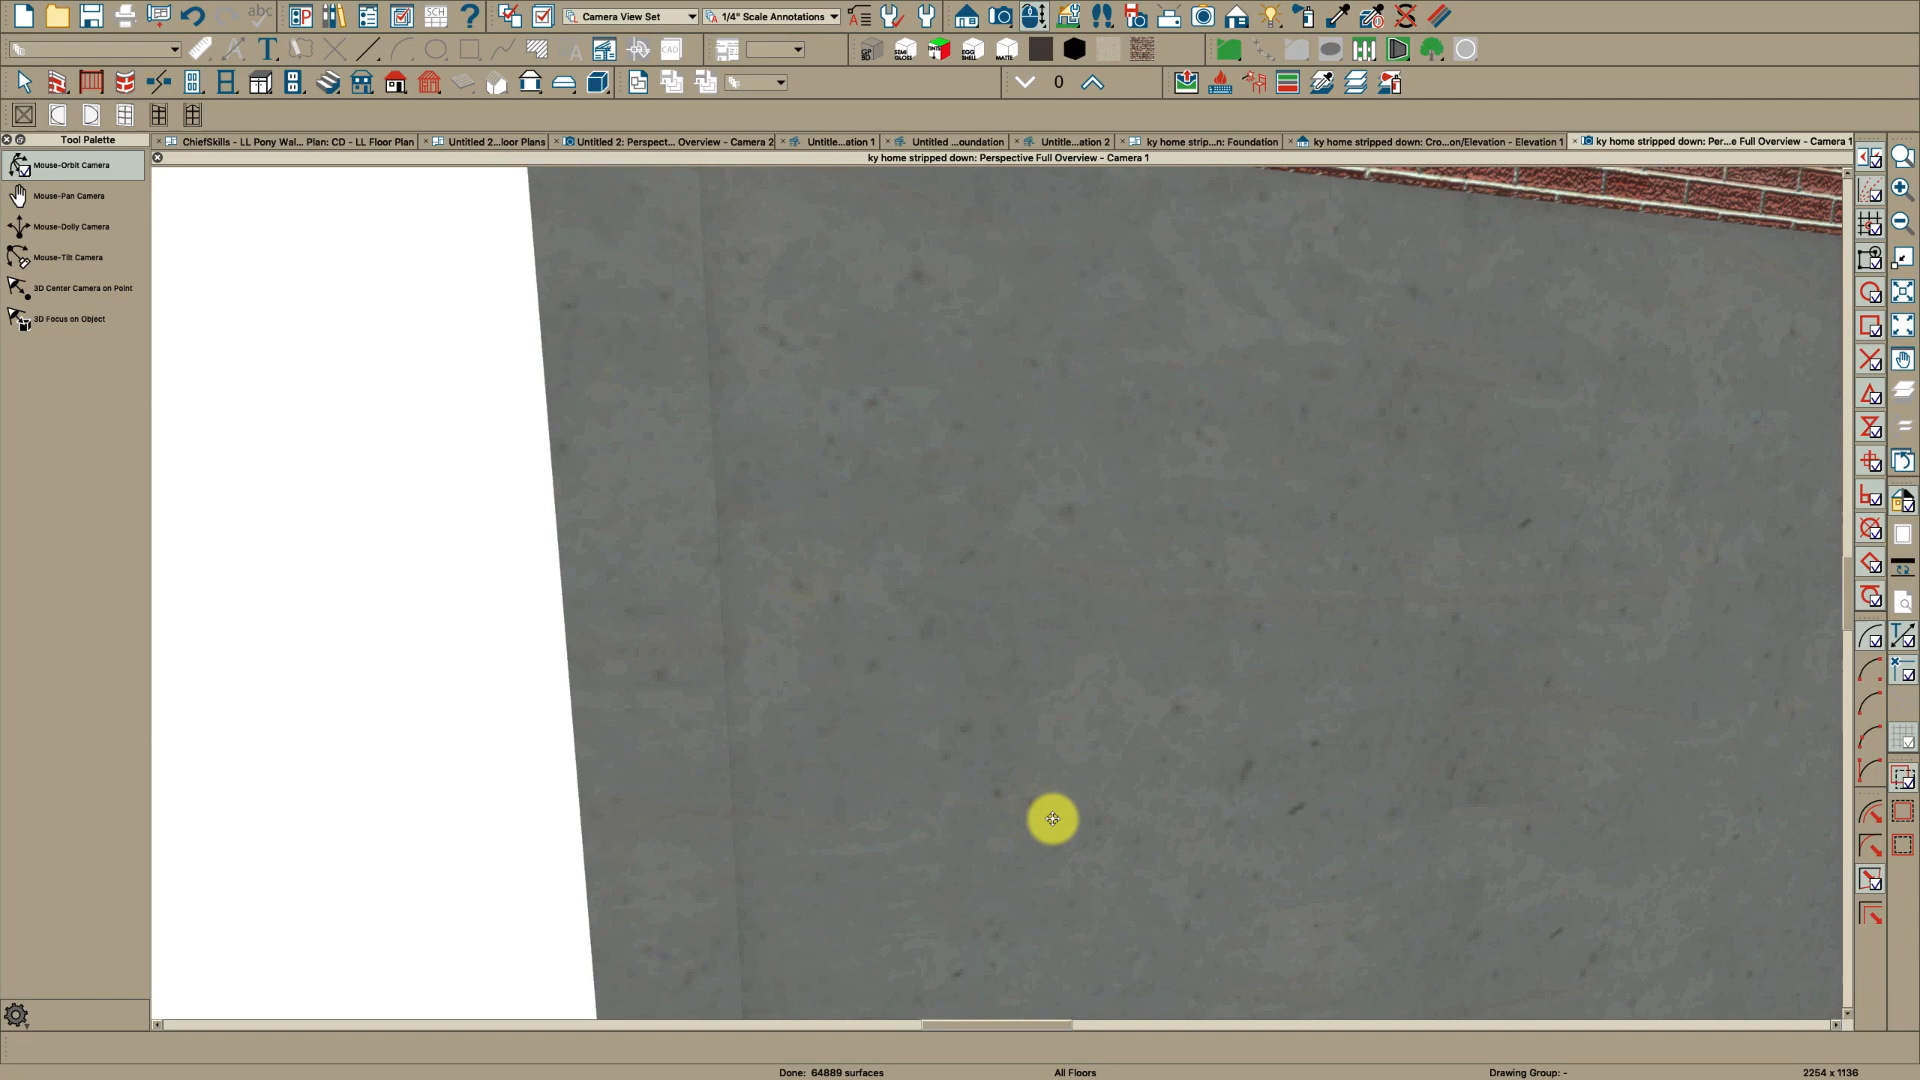 abc
SCH
Camera View Set
1/4" Scale Annotations
T
A
A
CAD
0
Tool Palette
ChiefSkills - LL Pony Wal... Plan: CD - LL Floor Plan
Untitled 2...loor Plans
Untitled 2: Perspect... Overview - Camera 2
Untitle...ation 1
Untitled ...oundation
Untitle...ation 2
ky home strip...n: Foundation
ky home stripped down: Cro...on/Elevation - Elevation 1
ky home stripped down: Per...e Full Overview - Camera 1
ky home stripped down: Perspective Full Overview - Camera 1
Mouse-Orbit Camera
Mouse-Pan Camera
Mouse-Dolly Camera
Mouse-Tilt Camera
3D Center Camera on Point
3D Focus on Object
Done: 64889 surfaces
All Floors
Drawing Group: -
2254 x 1136